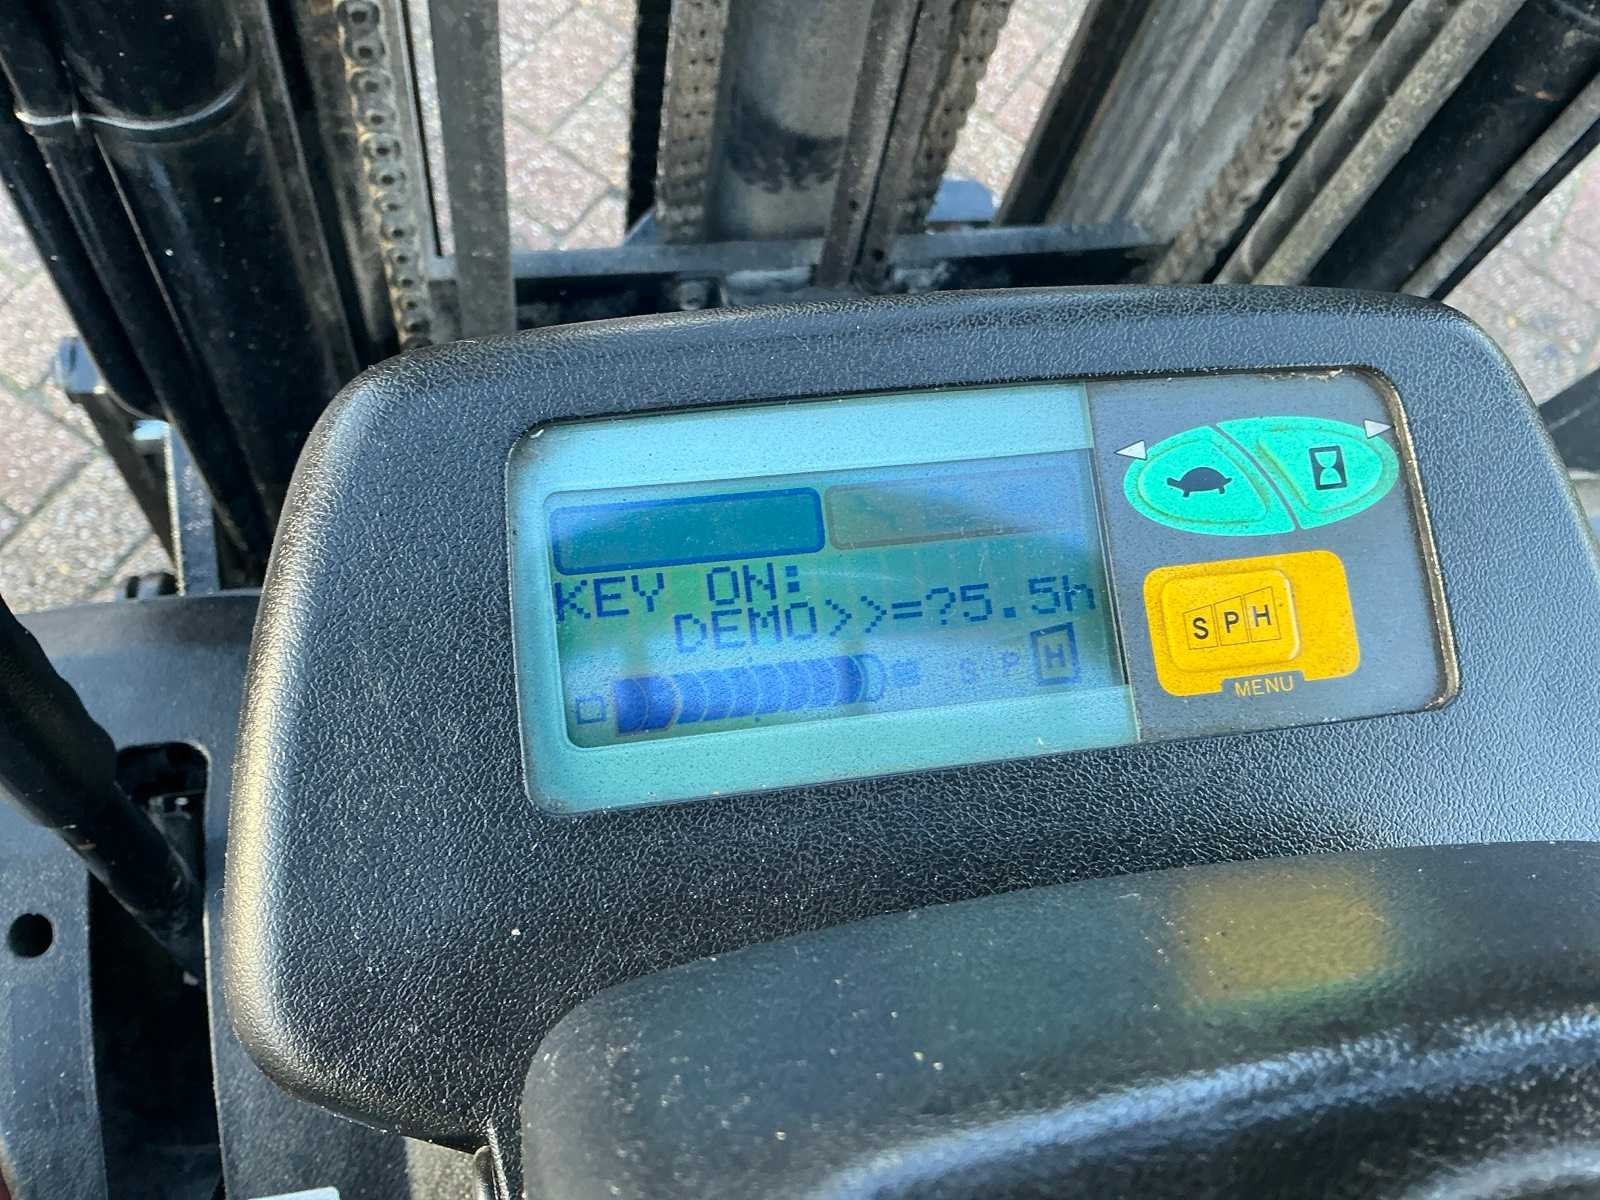 KEY ON:
DEMO>>=?5.5h
S P H
S P H
MENU